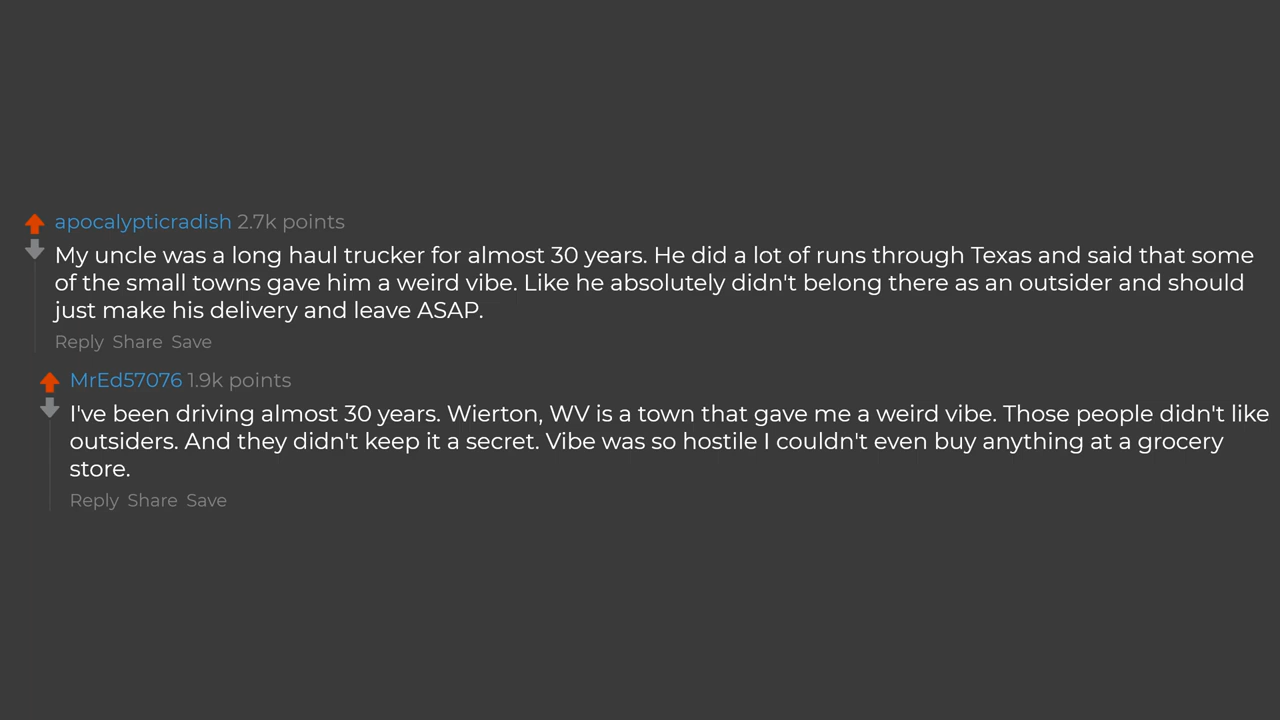 apocalypticradish 2.7k points
My uncle was a long haul trucker for almost 30 years. He did a lot of runs through Texas and said that some
of the small towns gave him a weird vibe. Like he absolutely didn't belong there as an outsider and should
just make his delivery and leave ASAP.
Reply Share Save
MrEd57076 1.9k points
I've been driving almost 30 years. Wierton, WV is a town that gave me a weird vibe. Those people didn't like
outsiders. And they didn't keep it a secret. Vibe was so hostile I couldn't even buy anything at a grocery
store.
Reply Share Save